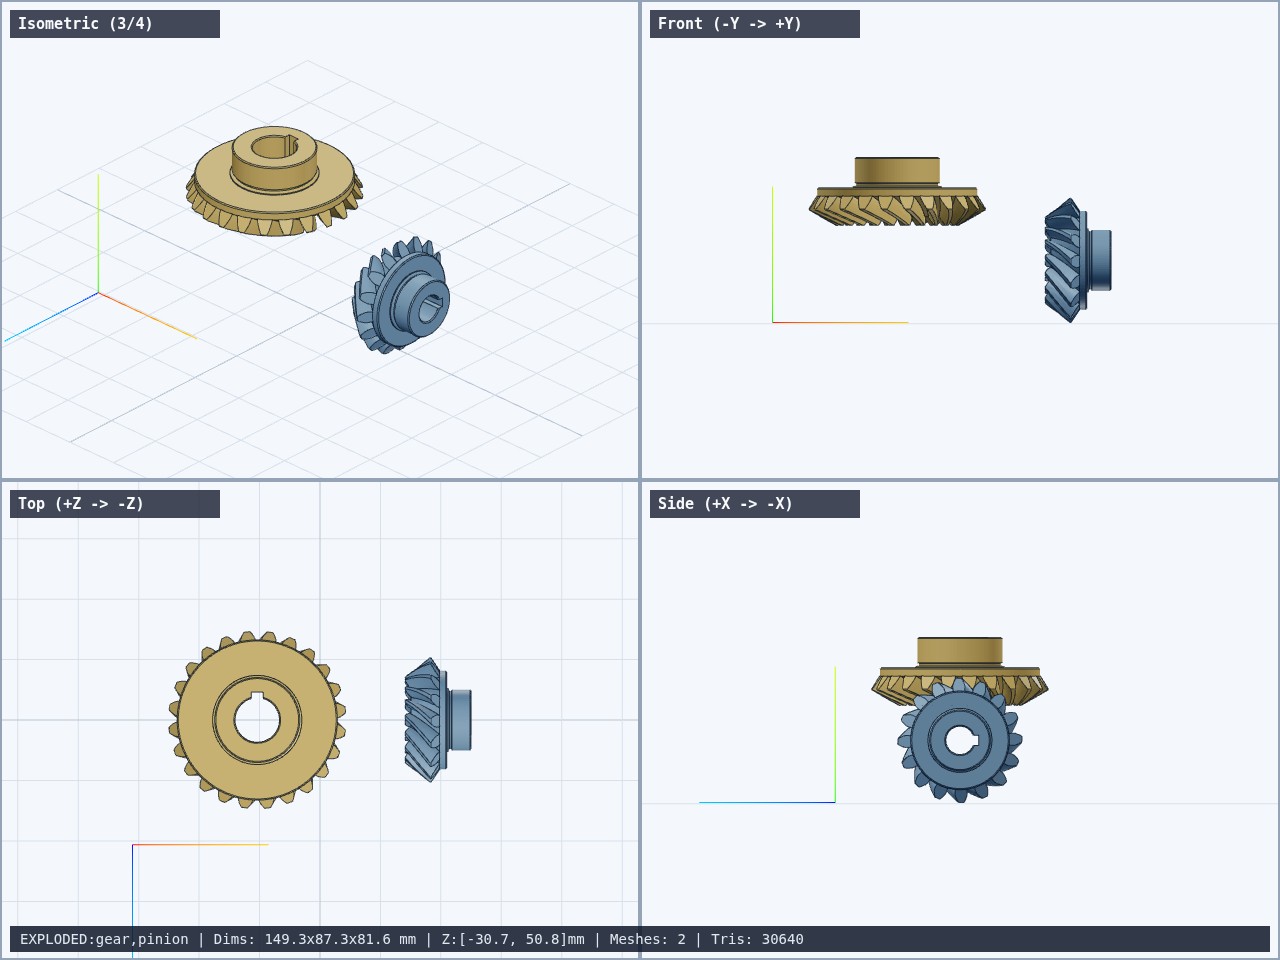 Isometric (3/4)
Front (-Y -> +Y)
Top (+Z -> -Z)
Side (+X -> -X)
EXPLODED:gear,pinion | Dims: 149.3x87.3x81.6 mm | Z:[-30.7, 50.8]mm | Meshes: 2 | Tris: 30640